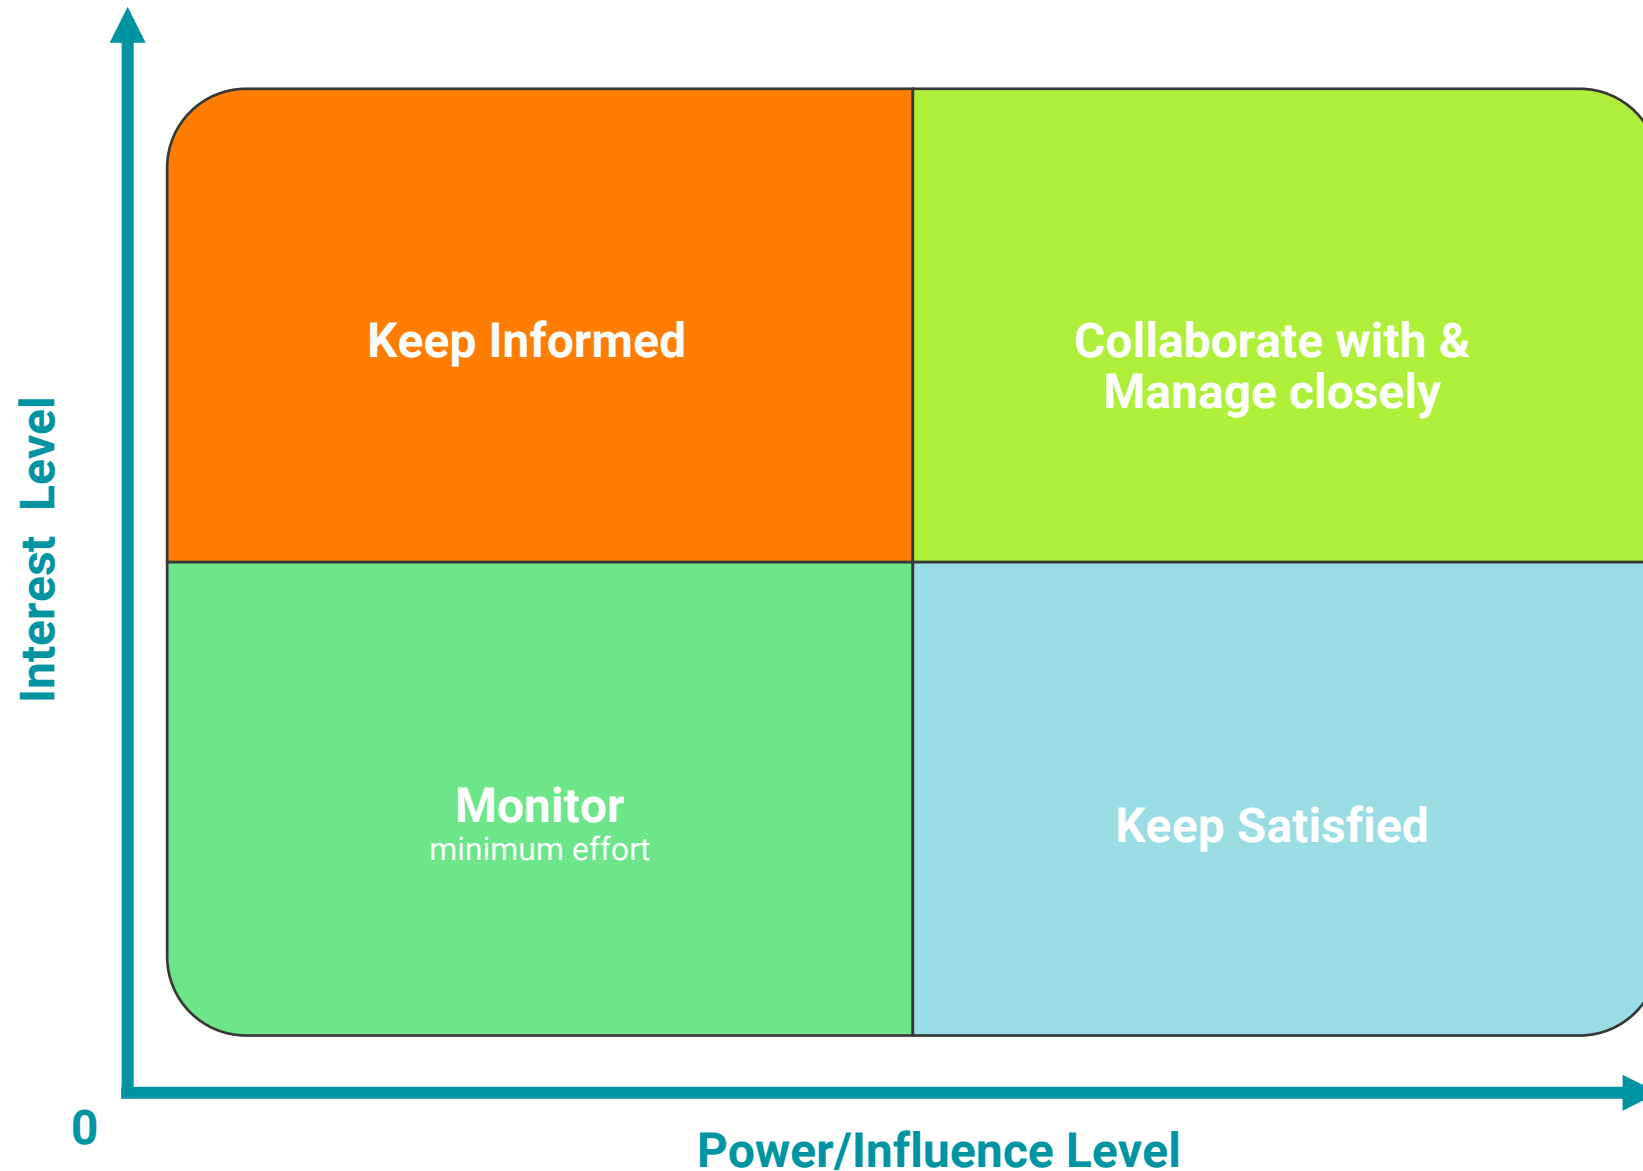 Keep Informed
Collaborate with &
Manage closely
Interest Level
Monitor
minimum effort
Keep Satisfied
0
Power/Influence Level